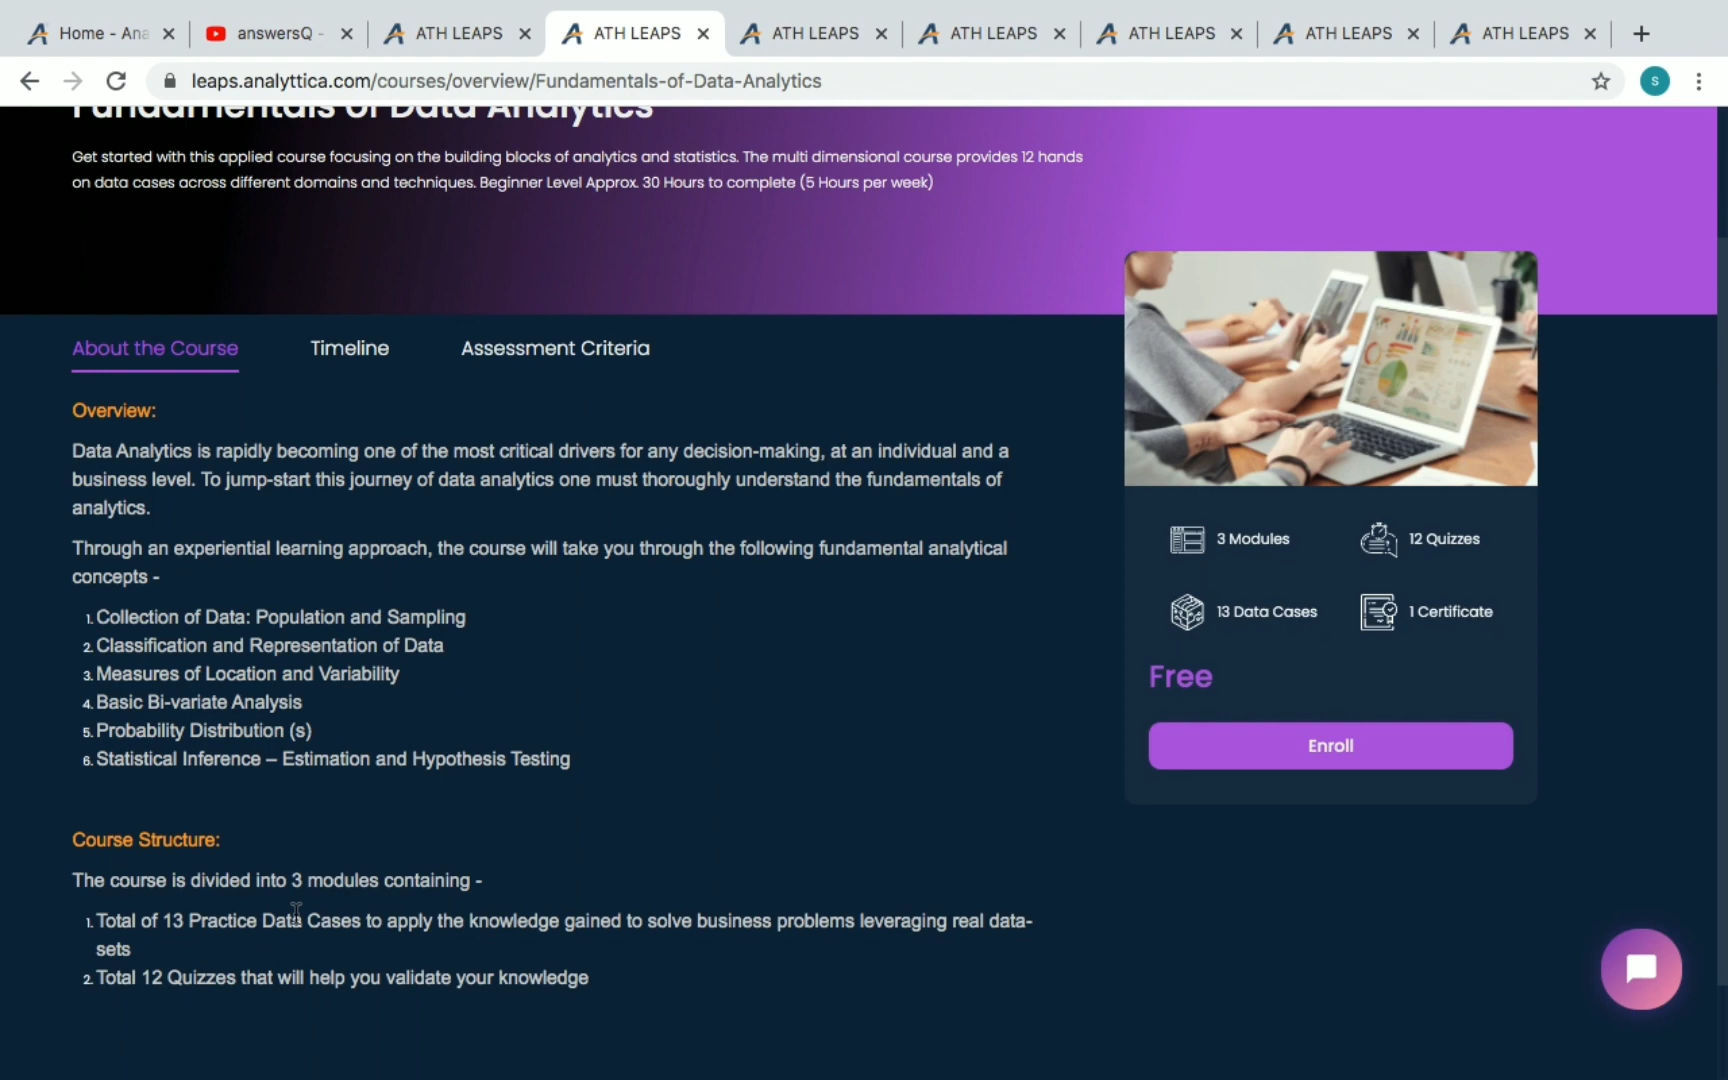 Home - Ana
answersQ -
ATH LEAPS
ATH LEAPS
ATH LEAPS
ATH LEAPS
ATH LEAPS
ATH LEAPS
ATH LEAPS
leaps.analyttica.com/courses/overview/Fundamentals-of-Data-Analytics
S
Fundamentals of Data Analytics
Get started with this applied course focusing on the building blocks of analytics and statistics. The multi dimensional course provides 12 hands
on data cases across different domains and techniques. Beginner Level Approx. 30 Hours to complete (5 Hours per week)
About the Course
Timeline
Assessment Criteria
Overview:
Data Analytics is rapidly becoming one of the most critical drivers for any decision-making, at an individual and a
business level. To jump-start this journey of data analytics one must thoroughly understand the fundamentals of
analytics.
Through an experiential learning approach, the course will take you through the following fundamental analytical
concepts -
1. Collection of Data: Population and Sampling
2. Classification and Representation of Data
3. Measures of Location and Variability
4. Basic Bi-variate Analysis
5. Probability Distribution (s)
6. Statistical Inference – Estimation and Hypothesis Testing
Course Structure:
The course is divided into 3 modules containing -
1. Total of 13 Practice Data Cases to apply the knowledge gained to solve business problems leveraging real data-
sets
2. Total 12 Quizzes that will help you validate your knowledge
3 Modules
12 Quizzes
13 Data Cases
1 Certificate
Free
Enroll